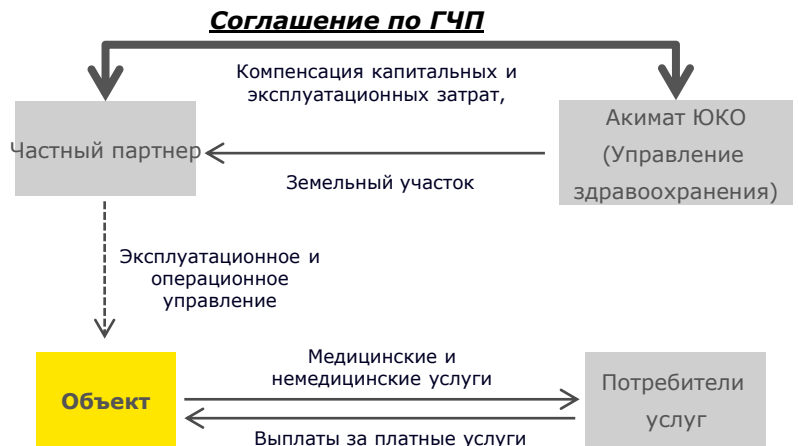 Соглашение по ГЧП
Компенсация капитальных и
эксплуатационных затрат,
Частный партнер
Акимат ЮКО
(Управление
здравоохранения)
Земельный участок
Эксплуатационное и
операционное
управление
Объект
Медицинские и
немедицинские услуги
Потребители
услуг
Выплаты за платные услуги